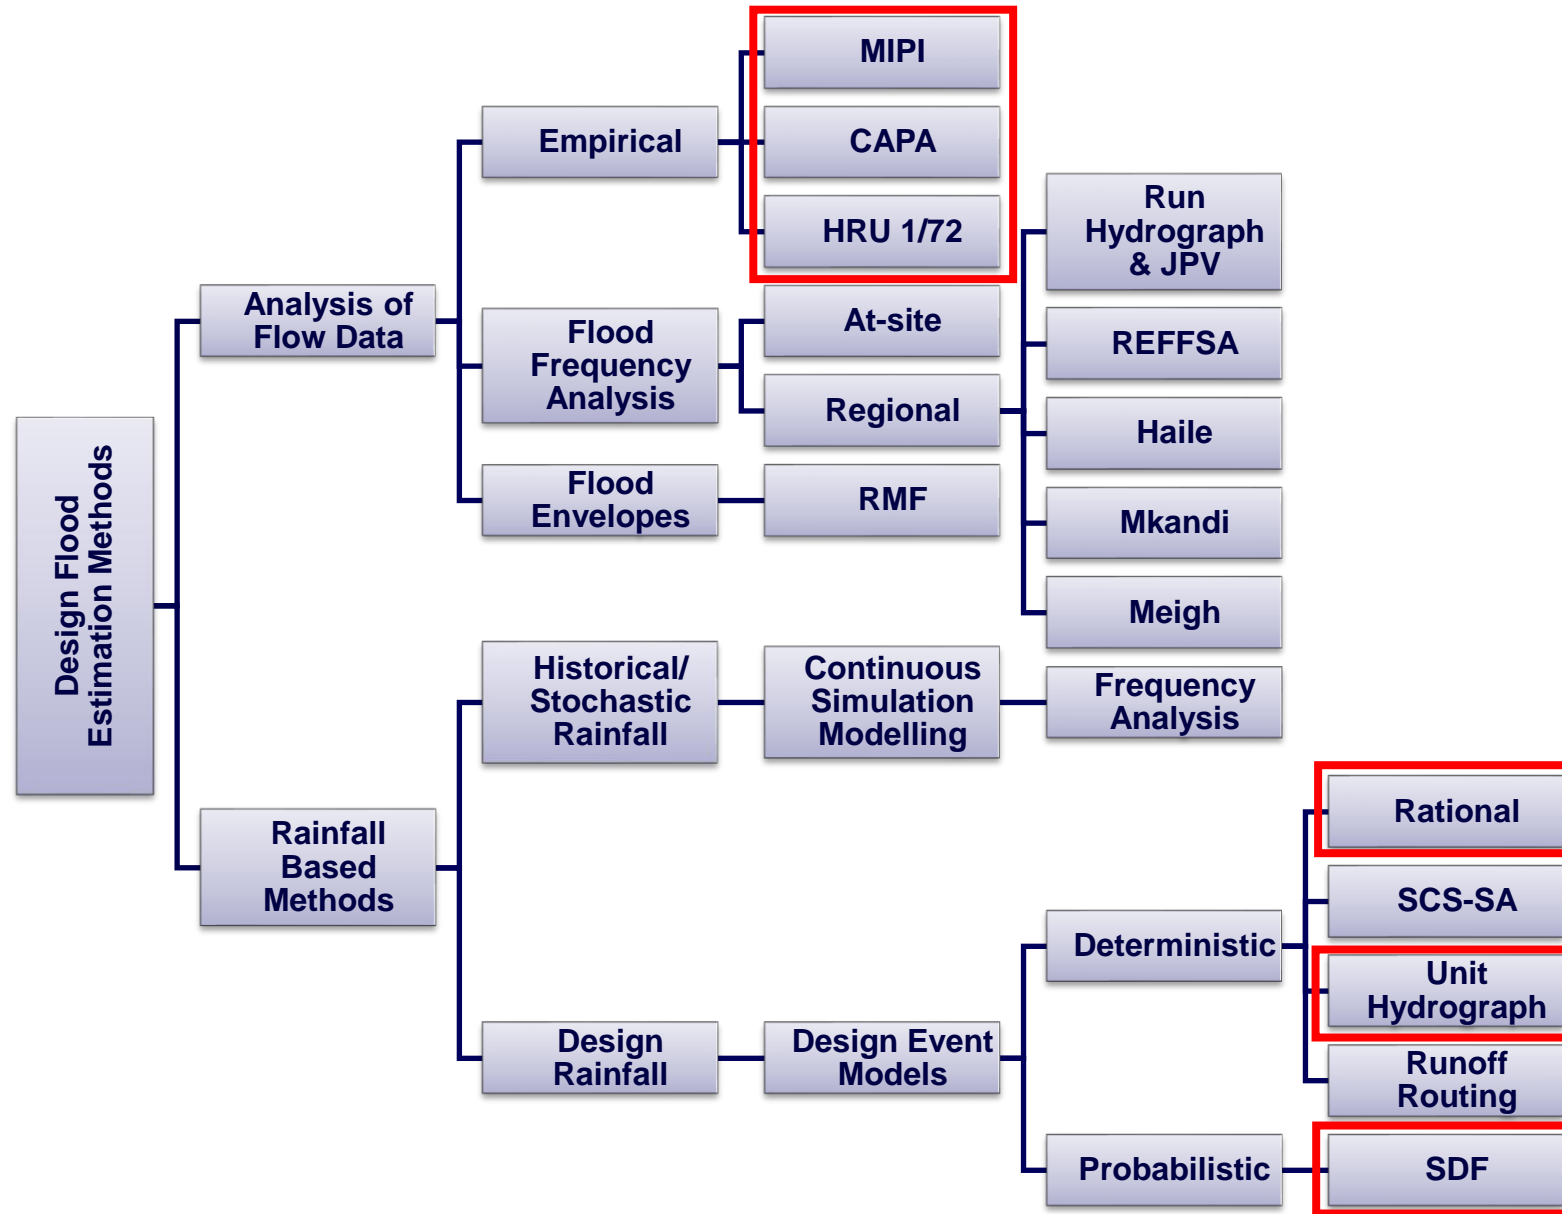 Design Flood
Estimation Methods
Analysis of
Flow Data
Empirical
MIPI
CAPA
HRU 1/72
Flood
Frequency
Analysis
At-site
Regional
Run
Hydrograph
& JPV
REFFSA
Haile
Mkandi
Meigh
Flood
Envelopes
RMF
Rainfall
Based
Methods
Historical/
Stochastic
Rainfall
Continuous
Simulation
Modelling
Frequency
Analysis
Design
Rainfall
Design Event
Models
Deterministic
Rational
SCS-SA
Unit
Hydrograph
Runoff
Routing
Probabilistic
SDF